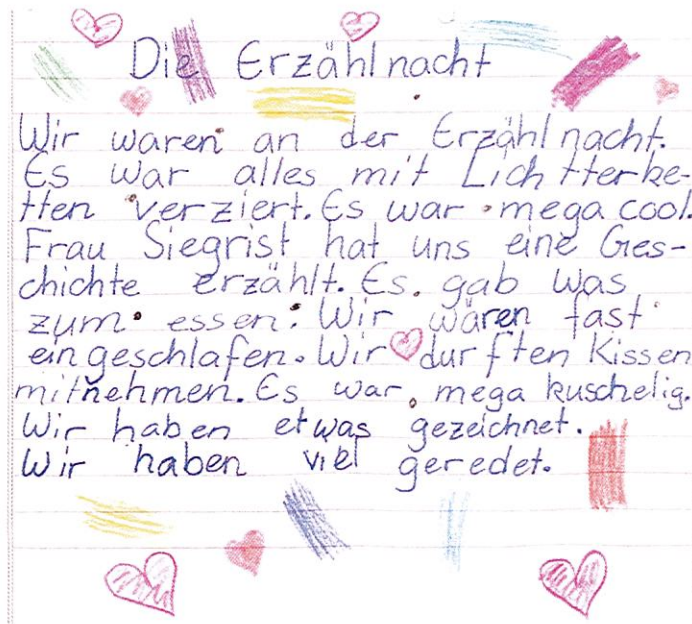 Die Erzählnacht
Wir waren an der Erzählnacht.
Es war alles mit Lichtterke-
tten verziert. Es war mega cool.
Frau Siegrist hat uns eine Ges-
chichte erzählt. Es gab was
zum essen. Wir wären fast
eingeschlafen. Wir durften Kissen
mitnehmen. Es war mega kuschelig.
Wir haben etwas gezeichnet.
Wir haben viel geredet.